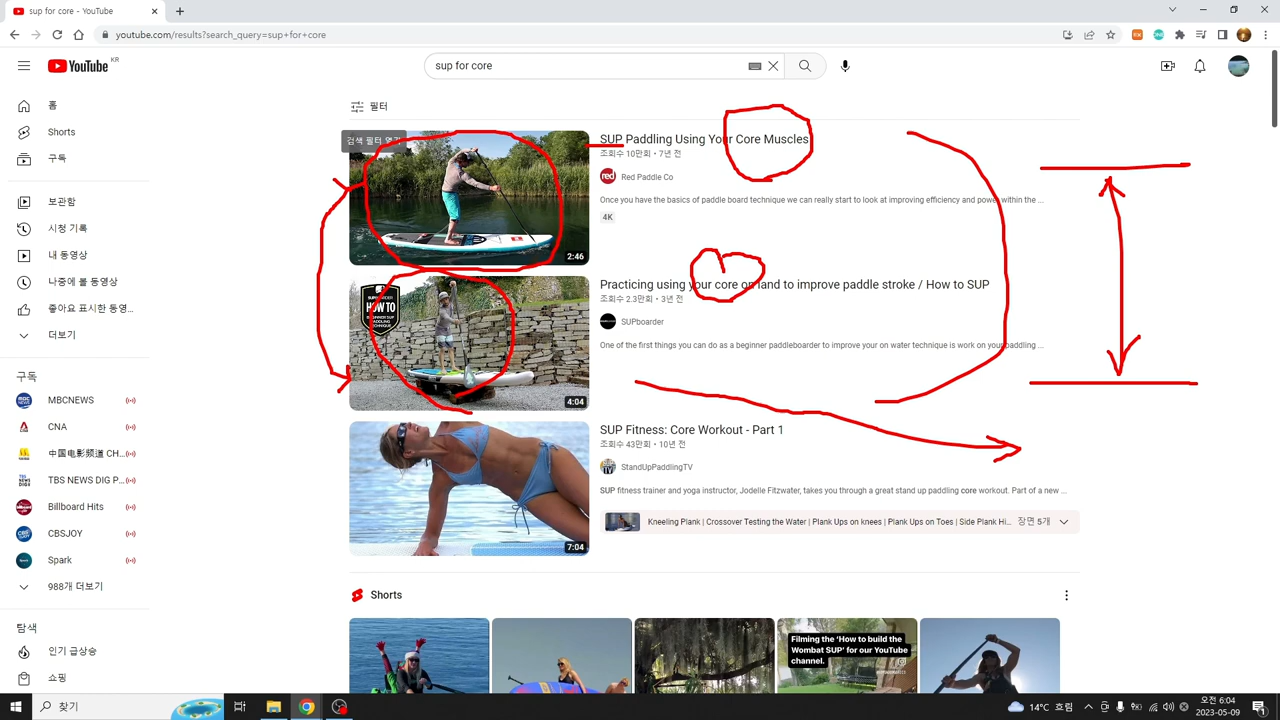 sup for core - YouTube
youtube.com/results?search_query=sup+for+core
YouTube KR
sup for core
홈
Shorts
구독
보관함
시청 기록
내 동영상
나중에 볼 동영상
좋아요 표시한 동영...
더보기
구독
MBCNEWS
CNA
中国电影频道 CH...
TBS NEWS DIG P...
Billboard Hits
CBSJOY
Spark
988개 더보기
탐색
인기 급상승
쇼핑
필터
검색 필터
2:46
SUP Paddling Using Your Core Muscles
조회수 10만회 • 7년 전
red Red Paddle Co
Once you have the basics of paddle board technique we can really start to look at improving efficiency and power within the ...
4K
HOW TO
4:04
Practicing using your core on land to improve paddle stroke / How to SUP
조회수 2.3만회 • 3년 전
SUPboarder
One of the first things you can do as a beginner paddleboarder to improve your on water technique is work on your paddling ...
7:04
SUP Fitness: Core Workout - Part 1
조회수 43만회 • 10년 전
StandUpPaddlingTV
SUP fitness trainer and yoga instructor, Jodelle Fitzwater, takes you through a great stand up paddling core workout. Part of a new...
Kneeling Plank | Crossover Testing the Inputs | Plank Ups on knees | Plank Ups on Toes | Side Plank Hi... 장면 5개
Shorts
Filming the 'How to build the
Wombat SUP' for our YouTube
channel.
찾기
14°C 흐림
오전 6:04
2023-05-09
1